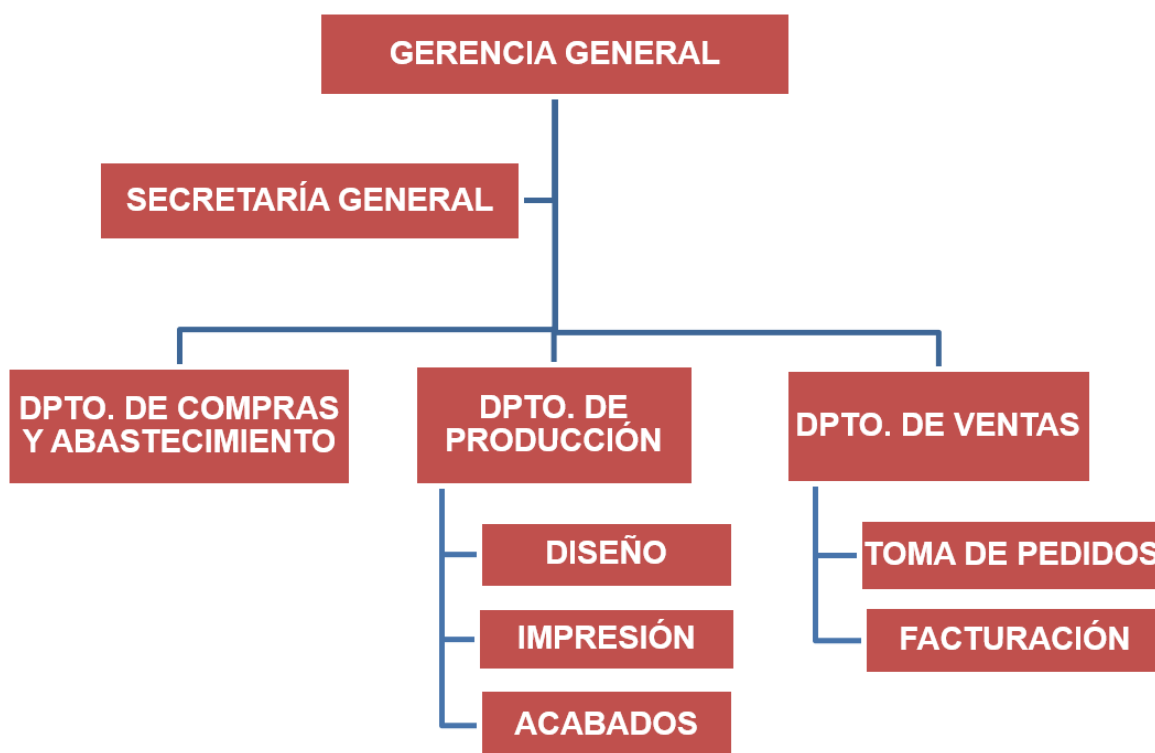 GERENCIA GENERAL
SECRETARÍA GENERAL
DPTO. DE COMPRAS
Y ABASTECIMIENTO
DPTO. DE
PRODUCCIÓN
DPTO. DE VENTAS
DISEÑO
IMPRESIÓN
ACABADOS
TOMA DE PEDIDOS
FACTURACIÓN